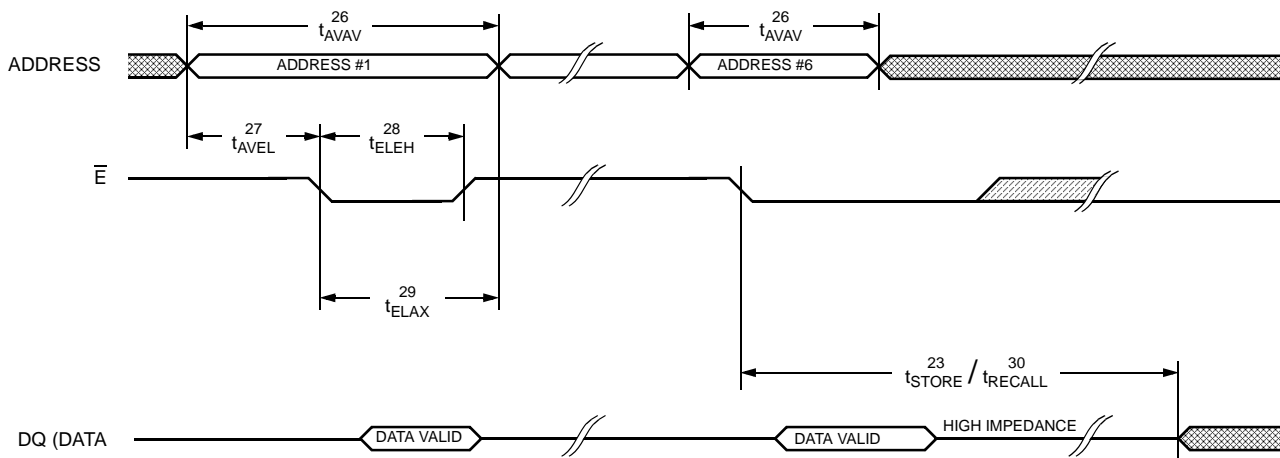 26
tAVAV
26
tAVAV
ADDRESS
ADDRESS #1
ADDRESS #6
27
tAVEL
28
tELEH
E
29
tELAX
23
30
tSTORE / tRECALL
DQ (DATA
DATA VALID
DATA VALID
HIGH IMPEDANCE